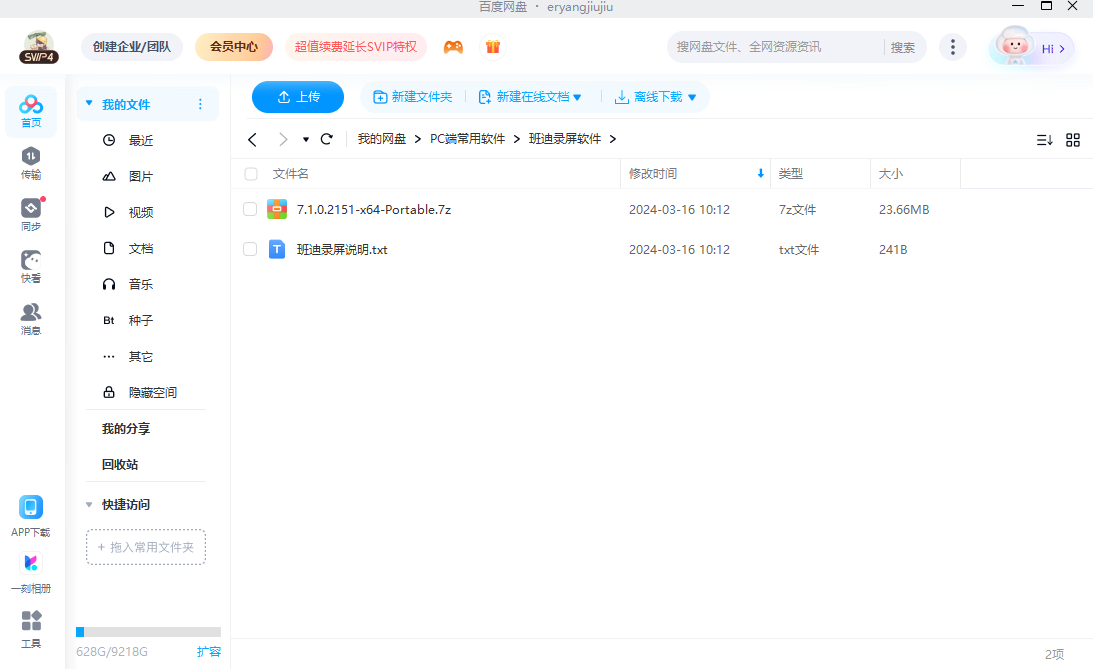 百度网盘 · eryangjiujiu
SVIP4
创建企业/团队
会员中心
超值续费延长SVIP特权
搜网盘文件、全网资源资讯
搜索
Hi
首页
传输
同步
快看
消息
APP下载
一刻相册
工具
我的文件
最近
图片
视频
文档
音乐
Bt 种子
其它
隐藏空间
我的分享
回收站
快捷访问
+ 拖入常用文件夹
628G/9218G 扩容
上传 新建文件夹 新建在线文档 离线下载
我的网盘 > PC端常用软件 > 班迪录屏软件 >
文件名 修改时间 类型 大小
7.1.0.2151-x64-Portable.7z 2024-03-16 10:12 7z文件 23.66MB
T 班迪录屏说明.txt 2024-03-16 10:12 txt文件 241B
2项